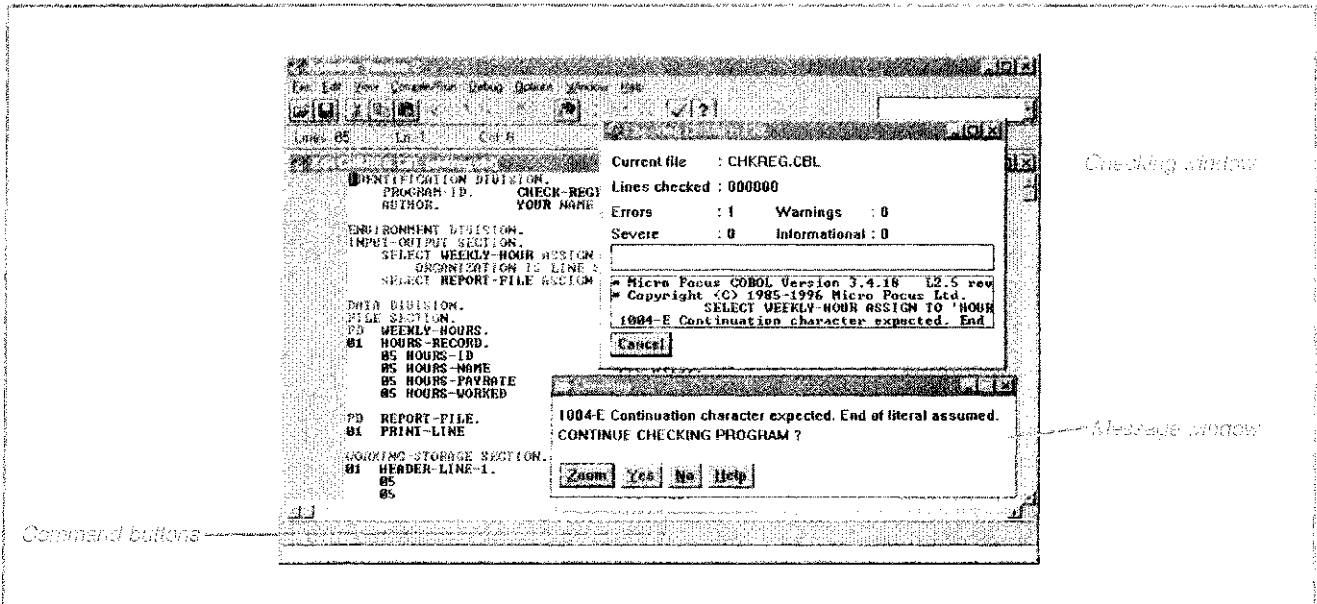 File Edit View Compile/Run Debug Options Window Help
Lines 85 Ln 1 Col 8
IDENTIFICATION DIVISION.
PROGRAM-ID. CHECK-REGI
AUTHOR. YOUR NAME
ENVIRONMENT DIVISION.
INPUT-OUTPUT SECTION.
SELECT WEEKLY-HOUR ASSIGN
ORGANIZATION IS LINE S
SELECT REPORT-FILE ASSIGN
DATA DIVISION.
FILE SECTION.
FD WEEKLY-HOURS.
01 HOURS-RECORD.
05 HOURS-ID
05 HOURS-NAME
05 HOURS-PAYRATE
05 HOURS-WORKED
FD REPORT-FILE.
01 PRINT-LINE
WORKING-STORAGE SECTION.
01 HEADER-LINE-1.
05
05
Current file : CHKREG.CBL
Lines checked : 000000
Errors : 1 Warnings : 0
Severe : 0 Informational : 0
* Micro Focus COBOL Version 3.4.18 L2.5 rev
* Copyright (C) 1985-1996 Micro Focus Ltd.
SELECT WEEKLY-HOUR ASSIGN TO 'HOUR
1004-E Continuation character expected. End
Cancel
1004-E Continuation character expected. End of literal assumed.
CONTINUE CHECKING PROGRAM ?
Zoom Yes No Help
Checking window
Message window
Command buttons